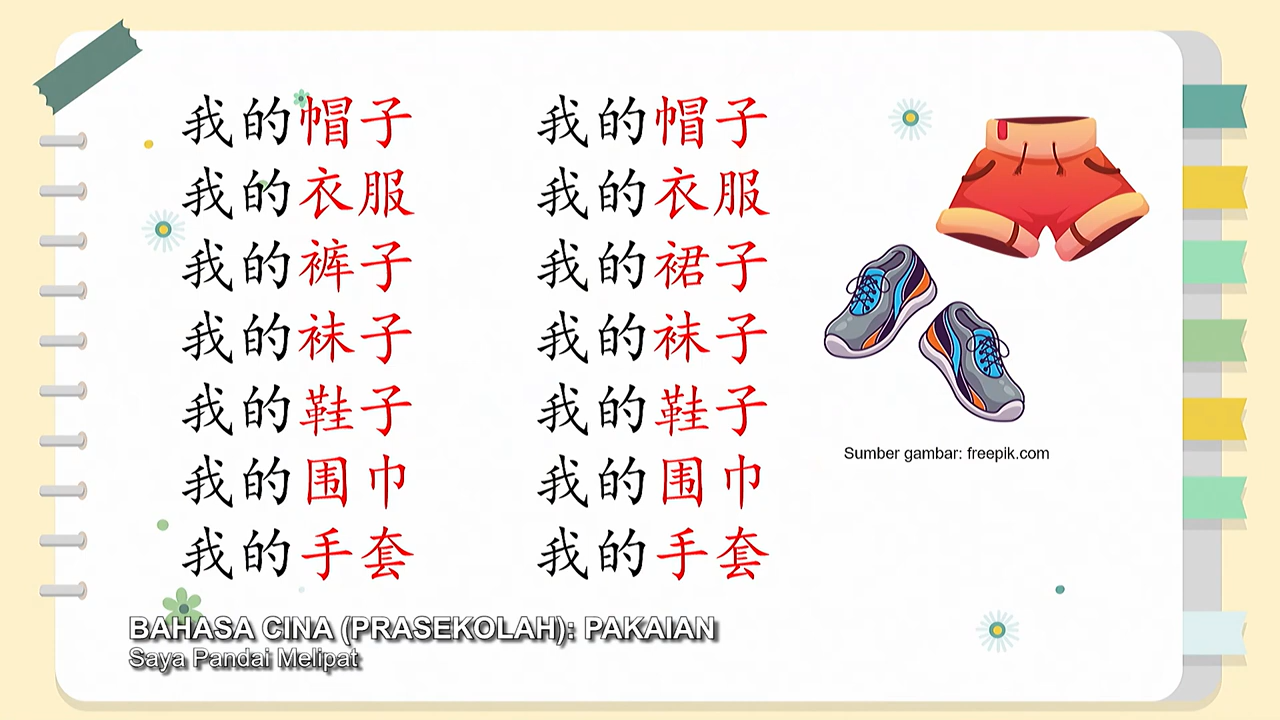 我的帽子
我的衣服
我的裤子
我的袜子
我的鞋子
我的围巾
我的手套
我的帽子
我的衣服
我的裙子
我的袜子
我的鞋子
我的围巾
我的手套
Sumber gambar: freepik.com
BAHASA CINA (PRASEKOLAH): PAKAIAN
Saya Pandai Melipat